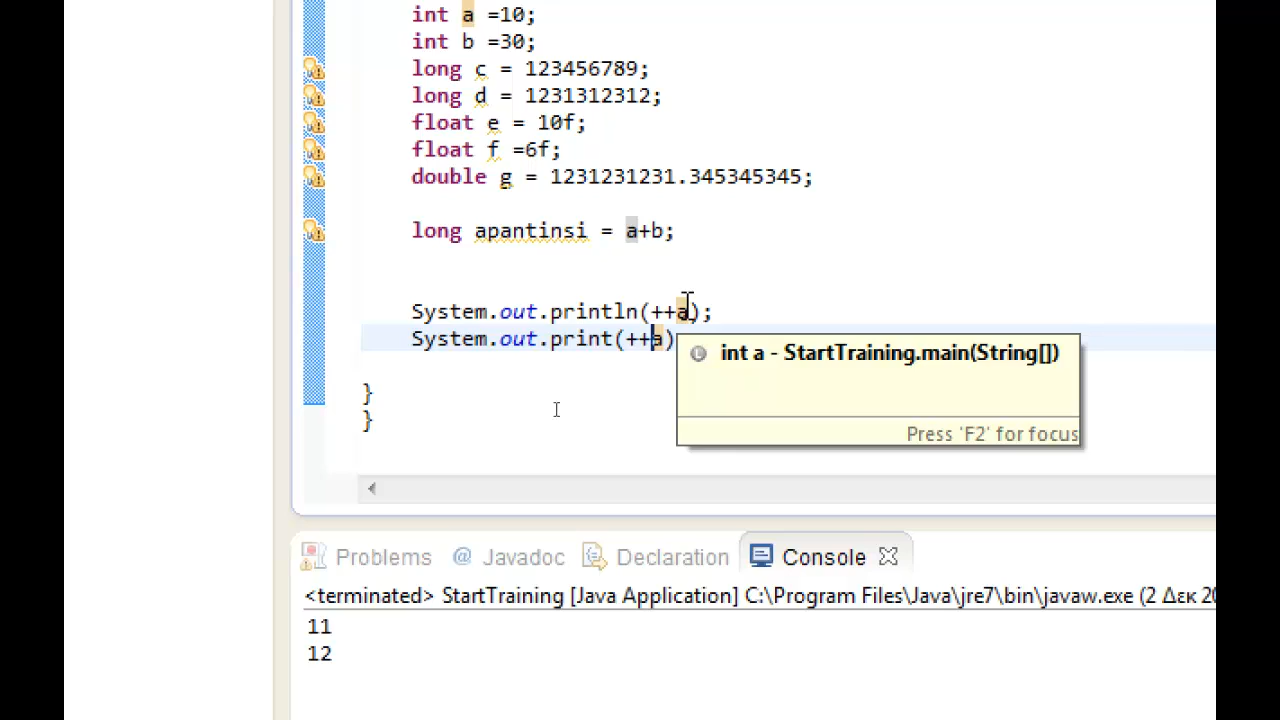 int a =10;
int b =30;
long c = 123456789;
long d = 1231312312;
float e = 10f;
float f =6f;
double g = 1231231231.345345345;
long apantinsi = a+b;
System.out.println(++a);
System.out.print(++a)
int a - StartTraining.main(String[])
Press 'F2' for focus
}
}
Problems @ Javadoc Declaration Console
<terminated> StartTraining [Java Application] C:\Program Files\Java\jre7\bin\javaw.exe (2 Δεκ 20
11
12